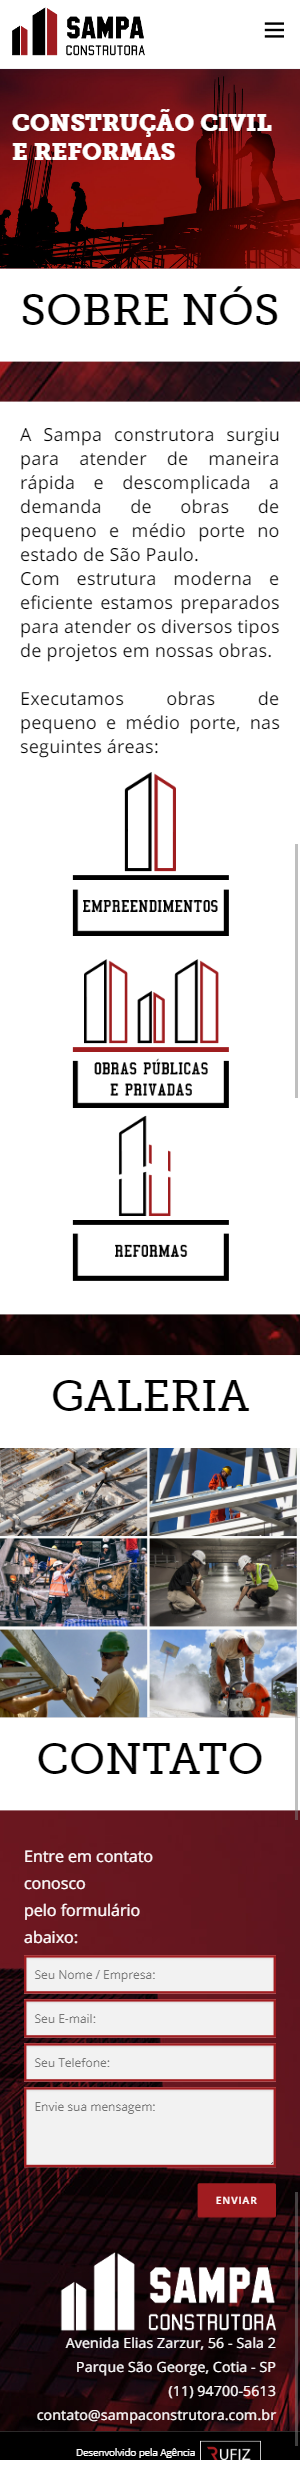 SAMPA
CONSTRUTORA
CONSTRUÇÃO CIVIL
E REFORMAS
SOBRE NÓS
A Sampa construtora surgiu
para atender de maneira
rápida e descomplicada a
demanda de obras de
pequeno e médio porte no
estado de São Paulo.
Com estrutura moderna e
eficiente estamos preparados
para atender os diversos tipos
de projetos em nossas obras.
Executamos obras de
pequeno e médio porte, nas
seguintes áreas:
EMPREENDIMENTOS
OBRAS PÚBLICAS
E PRIVADAS
REFORMAS
GALERIA
CONTATO
Entre em contato
conosco
pelo formulário
abaixo:
Seu Nome / Empresa:
Seu E-mail:
Seu Telefone:
Envie sua mensagem:
ENVIAR
SAMPA
CONSTRUTORA
Avenida Elias Zarzur, 56 - Sala 2
Parque São George, Cotia - SP
(11) 94700-5613
contato@sampaconstrutora.com.br
Desenvolvido pela Agência RUFIZ